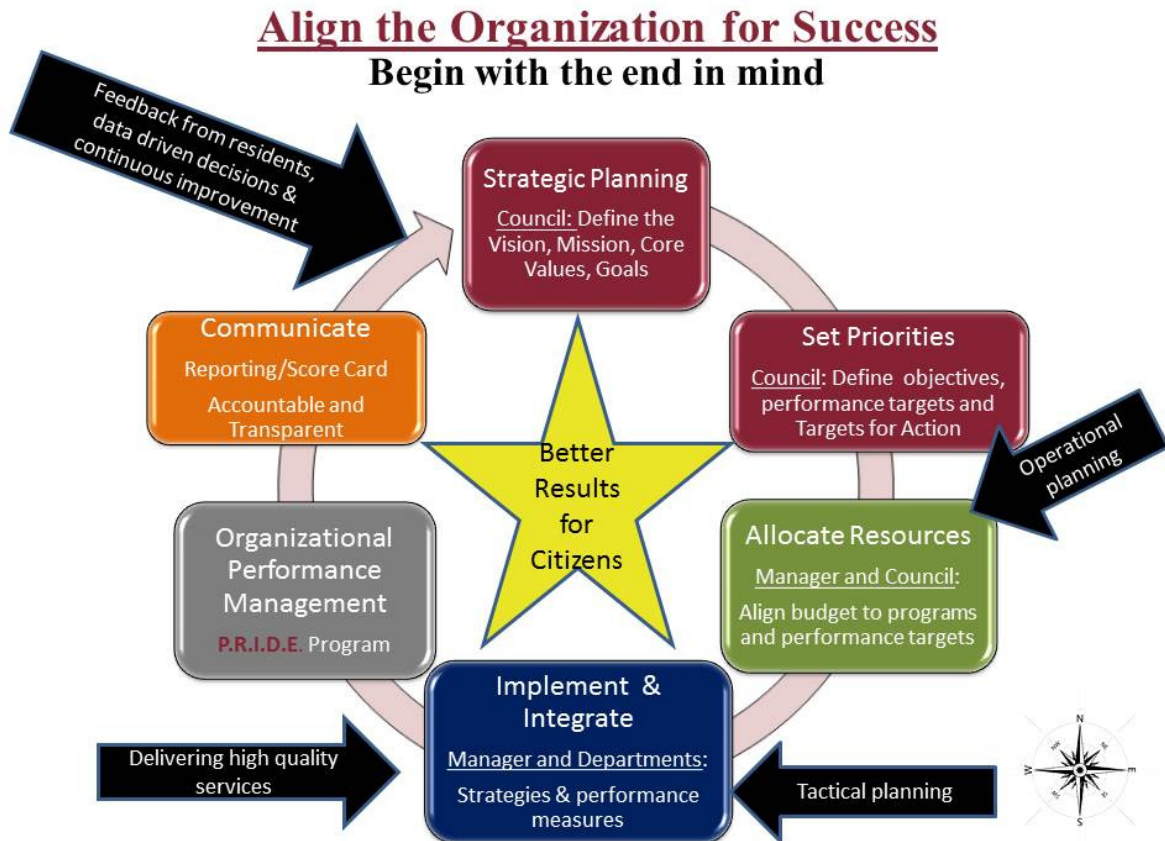 Align the Organization for Success
Begin with the end in mind
Feedback from residents,
data driven decisions &
continuous improvement
Strategic Planning
Council: Define the
Vision, Mission, Core
Values, Goals
Communicate
Reporting/Score Card
Accountable and
Transparent
Set Priorities
Council: Define objectives,
performance targets and
Targets for Action
Operational
planning
Better
Results
for
Citizens
Organizational
Performance
Management
P.R.I.D.E. Program
Allocate Resources
Manager and Council:
Align budget to programs
and performance targets
Implement &
Integrate
Manager and Departments:
Strategies & performance
measures
Delivering high quality
services
Tactical planning
N
NW
NE
W
E
SW
SE
S